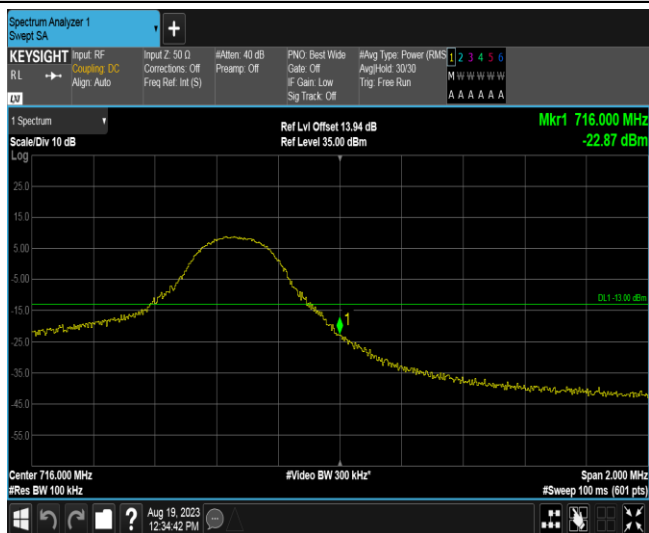 Spectrum Analyzer 1
Swept SA
+
KEYSIGHT
RL
LXI
Input: RF
Coupling: DC
Align: Auto
Input Z: 50 Ω
Corrections: Off
Freq Ref: Int (S)
#Atten: 40 dB
Preamp: Off
PNO: Best Wide
Gate: Off
IF Gain: Low
Sig Track: Off
#Avg Type: Power (RMS
Avg|Hold: 30/30
Trig: Free Run
1 2 3 4 5 6
M W W W W W
A A A A A A
1 Spectrum
Scale/Div 10 dB
Ref Lvl Offset 13.94 dB
Ref Level 35.00 dBm
Mkr1 716.000 MHz
-22.87 dBm
Log
25.0
15.0
5.00
-5.00
-15.0
-25.0
-35.0
-45.0
-55.0
DL1 -13.00 dBm
1
Center 716.000 MHz
#Res BW 100 kHz
#Video BW 300 kHz*
Span 2.000 MHz
#Sweep 100 ms (601 pts)
?
Aug 19, 2023
12:34:42 PM